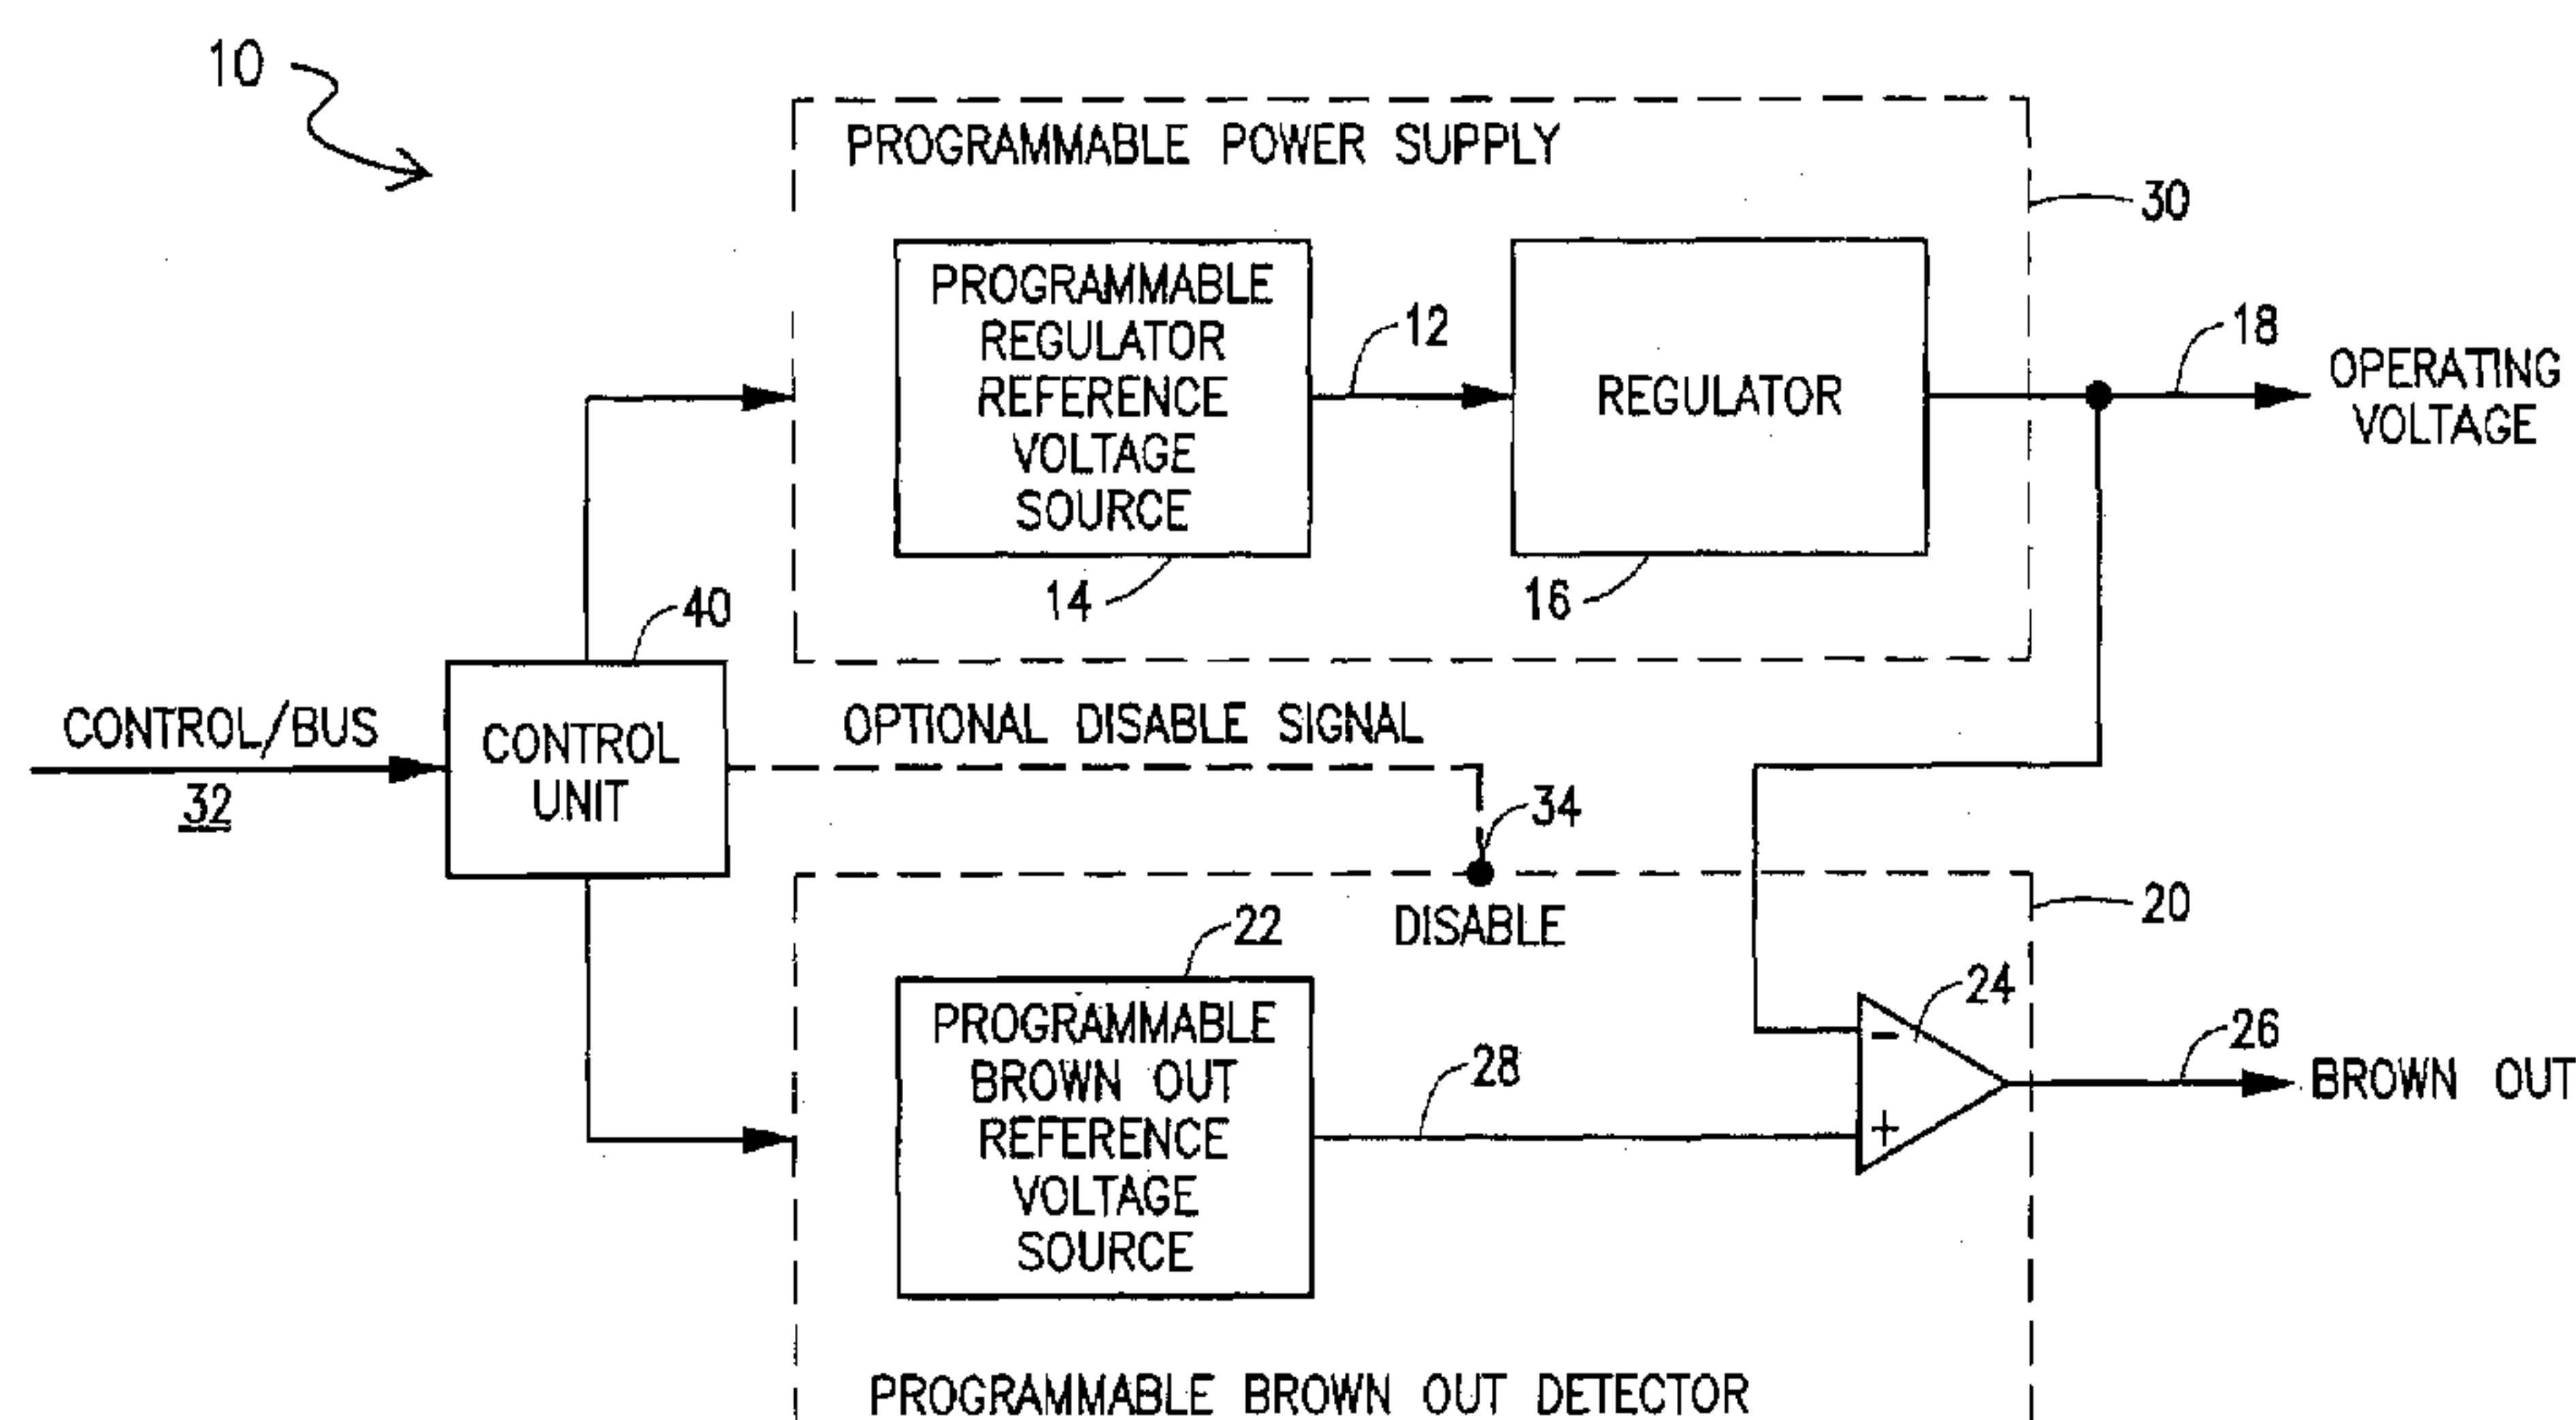 10
PROGRAMMABLE POWER SUPPLY
30
PROGRAMMABLE
REGULATOR
REFERENCE
VOLTAGE
SOURCE
12
REGULATOR
18
OPERATING
VOLTAGE
14
16
40
CONTROL/BUS
32
CONTROL
UNIT
OPTIONAL DISABLE SIGNAL
34
DISABLE
20
22
PROGRAMMABLE
BROWN OUT
REFERENCE
VOLTAGE
SOURCE
28
24
-
+
26
BROWN OUT
PROGRAMMABLE BROWN OUT DETECTOR